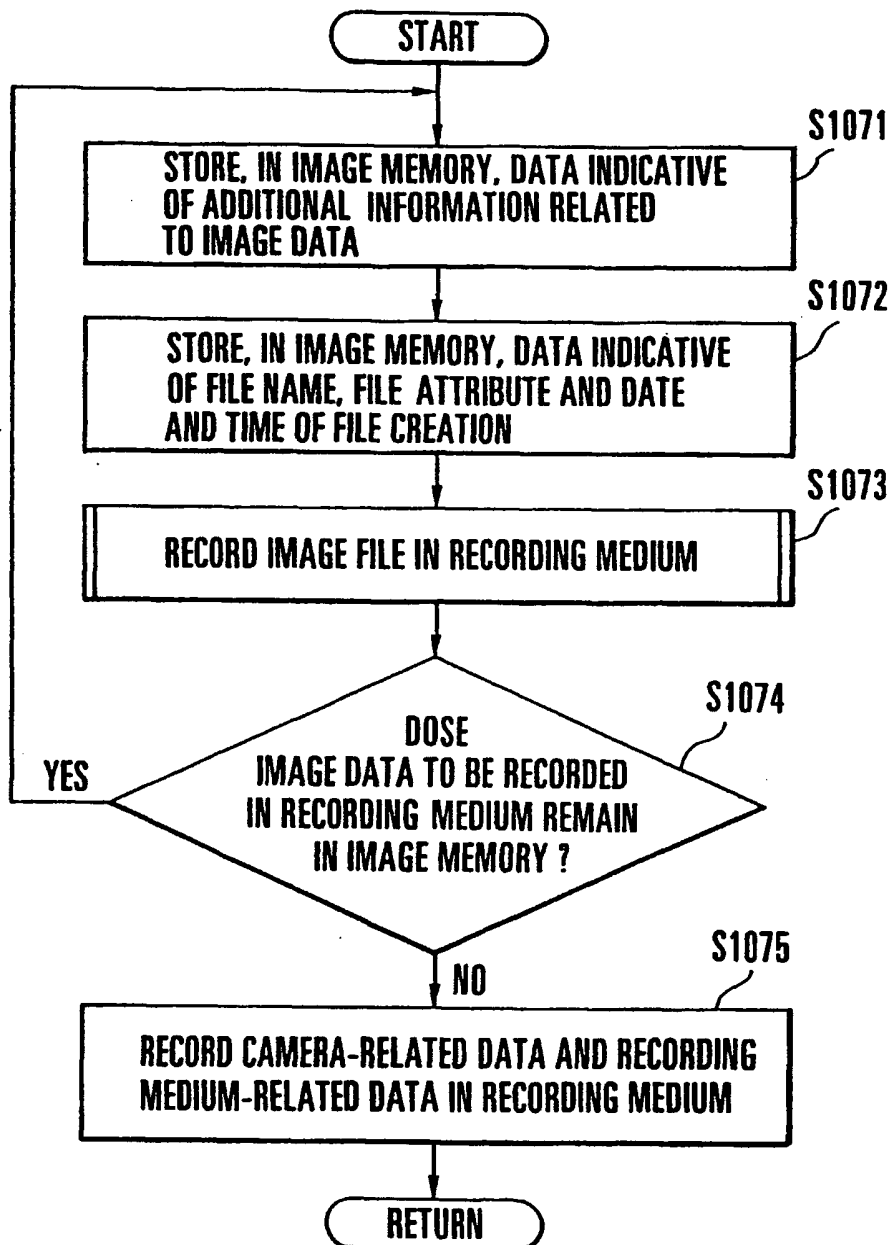 START
S1071
STORE, IN IMAGE MEMORY, DATA INDICATIVE
OF ADDITIONAL INFORMATION RELATED
TO IMAGE DATA
S1072
STORE, IN IMAGE MEMORY, DATA INDICATIVE
OF FILE NAME, FILE ATTRIBUTE AND DATE
AND TIME OF FILE CREATION
S1073
RECORD IMAGE FILE IN RECORDING MEDIUM
S1074
DOSE
IMAGE DATA TO BE RECORDED
IN RECORDING MEDIUM REMAIN
IN IMAGE MEMORY ?
YES
NO
S1075
RECORD CAMERA-RELATED DATA AND RECORDING
MEDIUM-RELATED DATA IN RECORDING MEDIUM
RETURN